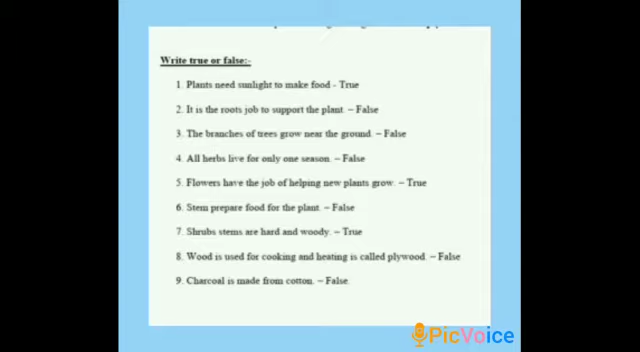 Write true or false:-
1. Plants need sunlight to make food - True
2. It is the roots job to support the plant. – False
3. The branches of trees grow near the ground. – False
4. All herbs live for only one season. – False
5. Flowers have the job of helping new plants grow. – True
6. Stem prepare food for the plant. – False
7. Shrubs stems are hard and woody. – True
8. Wood is used for cooking and heating is called plywood. – False
9. Charcoal is made from cotton. – False
PicVoice